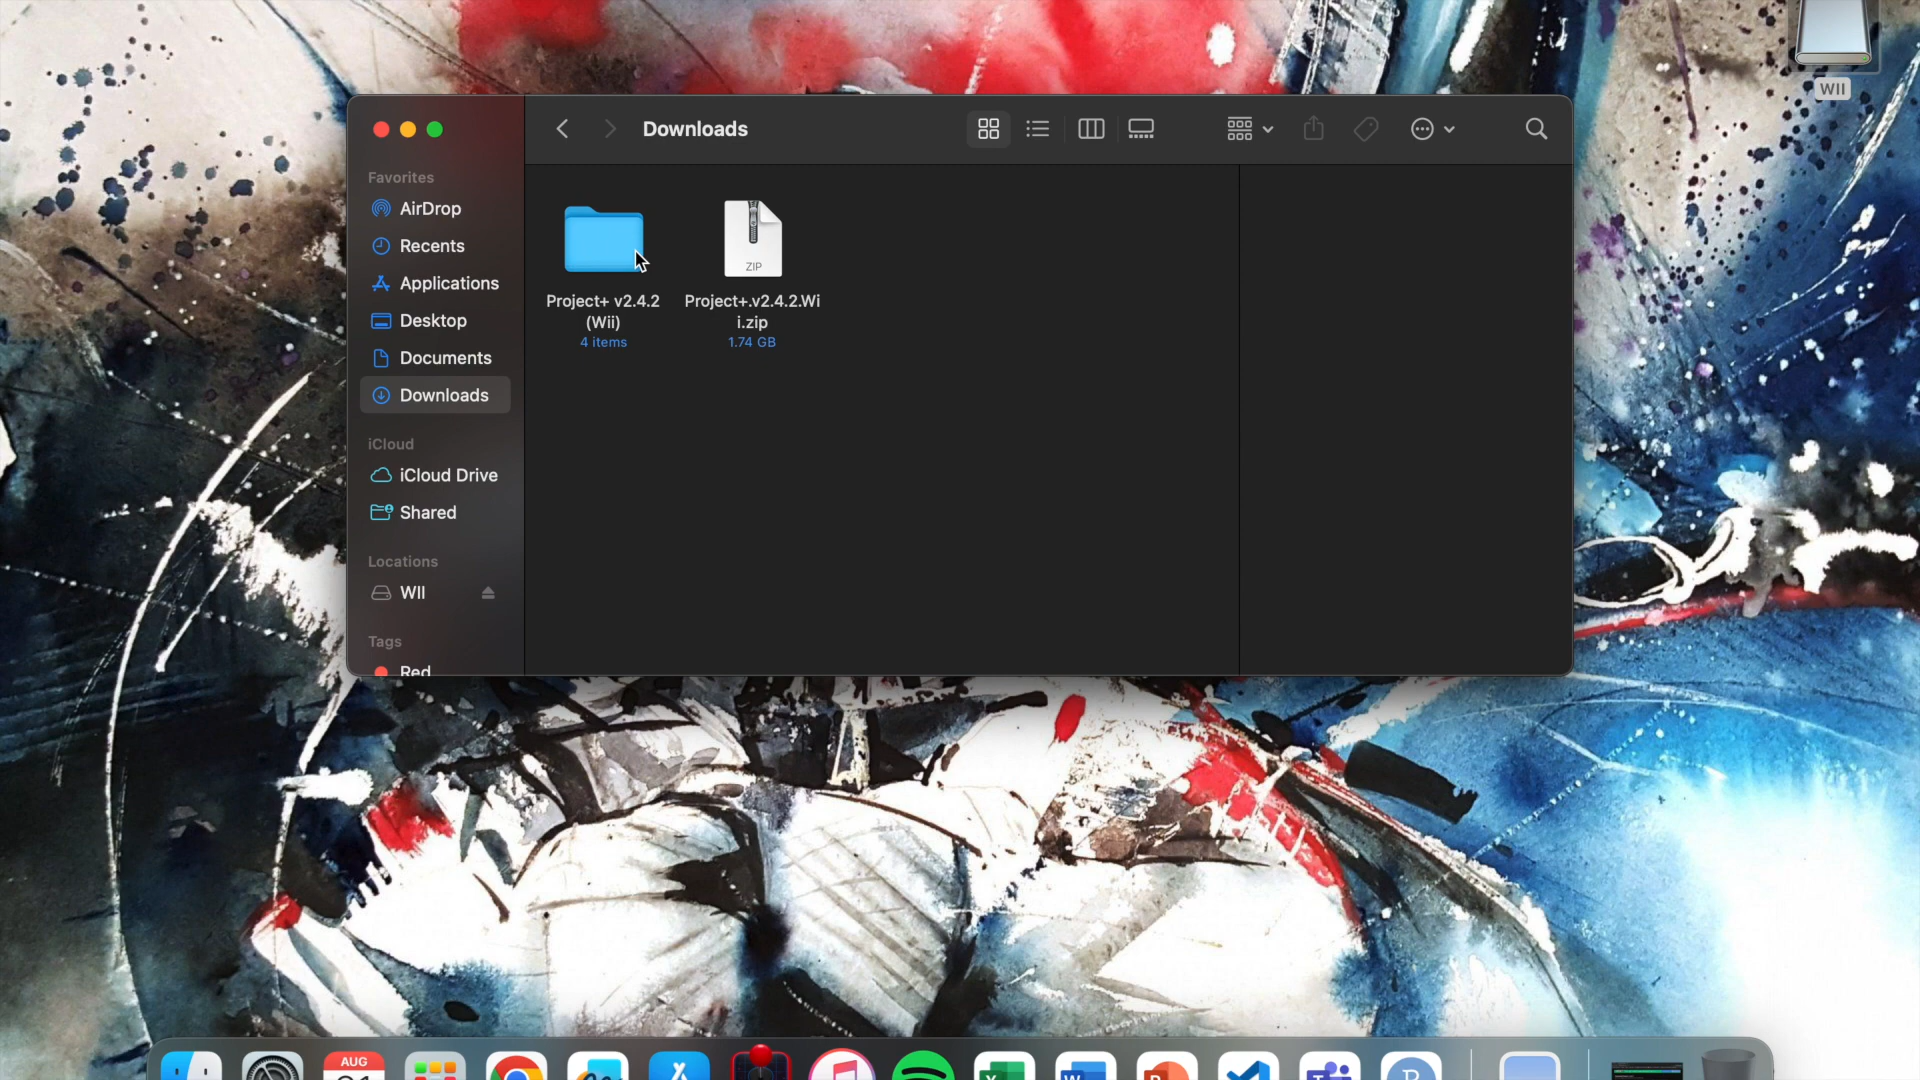 WII
Downloads
Favorites
AirDrop
Recents
Applications
Desktop
Documents
Downloads
iCloud
iCloud Drive
Shared
Locations
WII
Tags
Red
ZIP
Project+ v2.4.2
(Wii)
4 items
Project+.v2.4.2.Wi
i.zip
1.74 GB
AUG